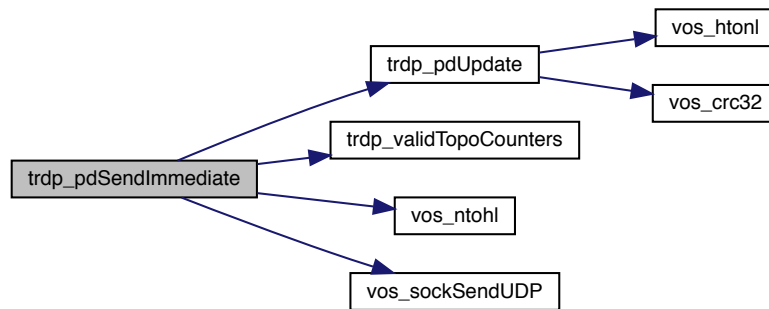 vos_htonl
trdp_pdUpdate
vos_crc32
trdp_validTopoCounters
trdp_pdSendImmediate
vos_ntohl
vos_sockSendUDP